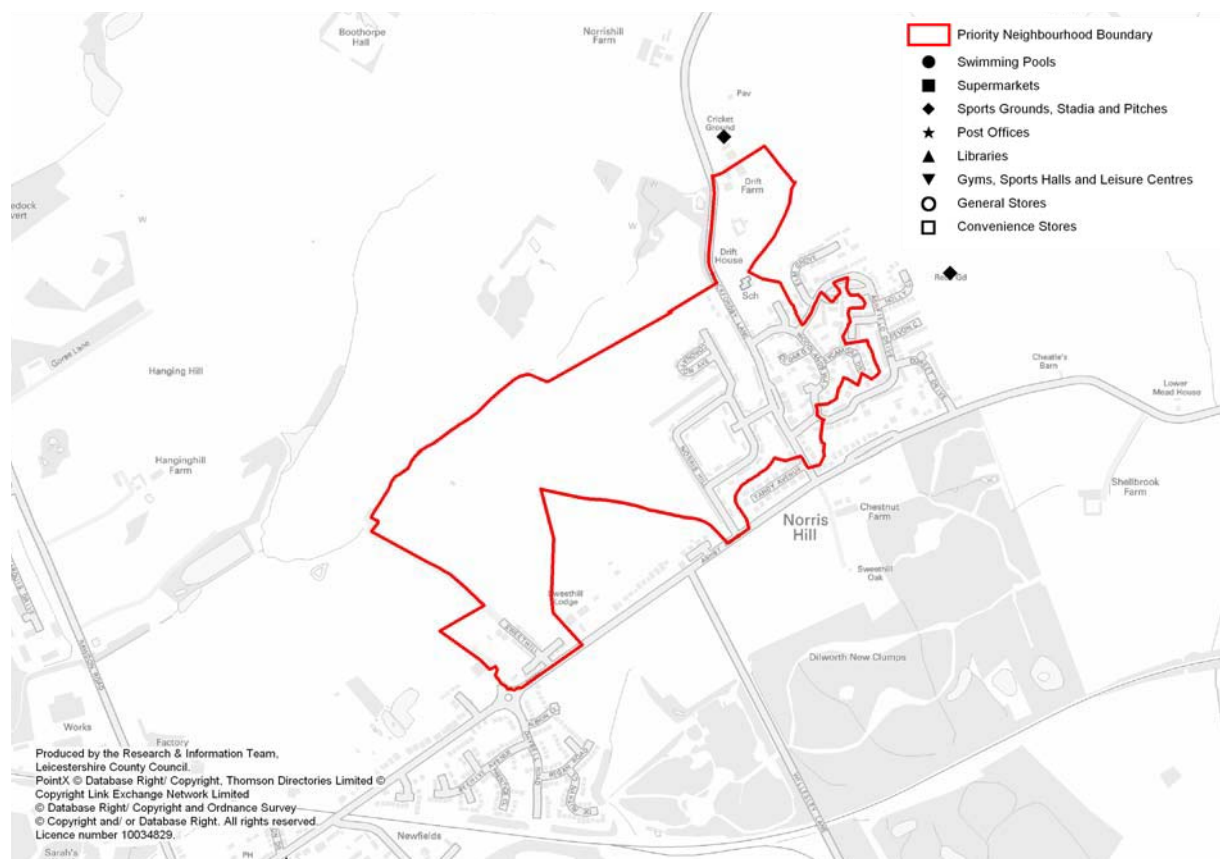 Boothorpe
Hall
Norrishill
Farm
Priority Neighbourhood Boundary
Swimming Pools
Supermarkets
Sports Grounds, Stadia and Pitches
Post Offices
Libraries
Gyms, Sports Halls and Leisure Centres
General Stores
Convenience Stores
Pav
Cricket
Ground
Drift
Farm
W
W
Drift
House
Sch
Gorse Lane
Hanging Hill
Hanginghill
Farm
Cheatle's
Barn
Lower
Mead House
Shellbrook
Farm
YARDY AVENUE
Norris
Hill
Chestnut
Farm
Sweethill
Oak
Sweethill
Lodge
ASHBY
Dilworth New Clumps
Works
Factory
Newfields
PH
Sarah's
Produced by the Research & Information Team,
Leicestershire County Council.
PointX © Database Right/ Copyright, Thomson Directories Limited ©
Copyright Link Exchange Network Limited
© Database Right/ Copyright and Ordnance Survey
© Copyright and/ or Database Right. All rights reserved.
Licence number 10034829.